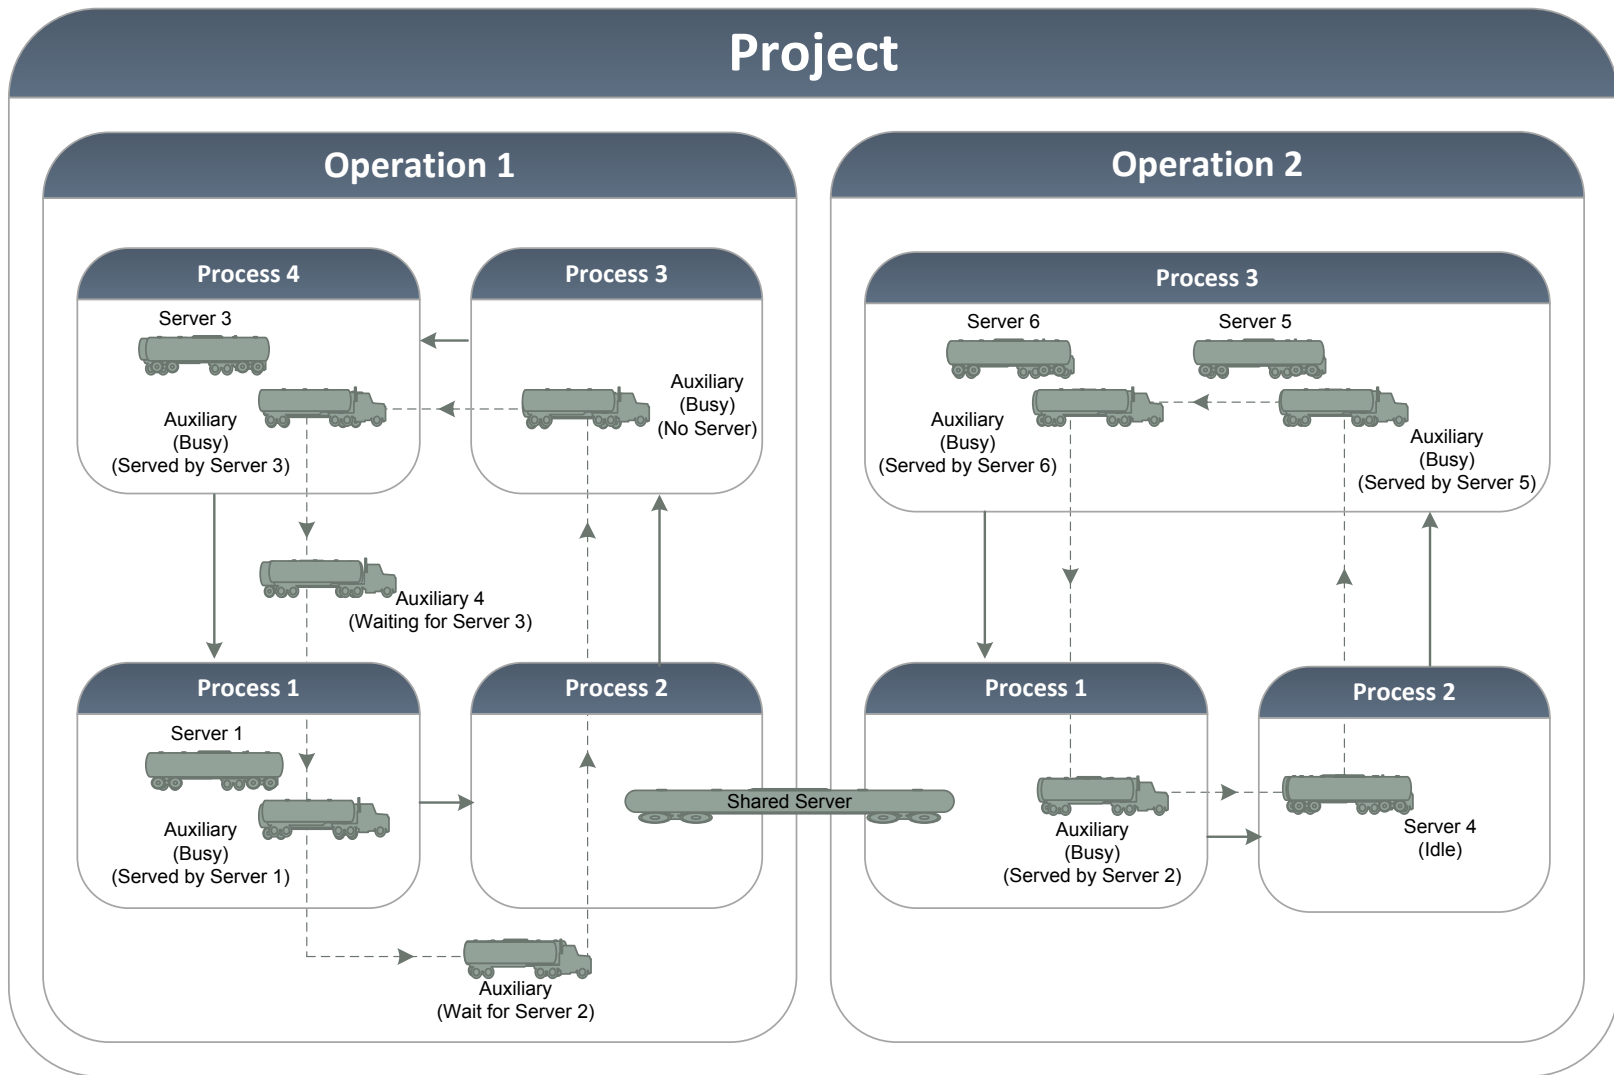 Project
Operation 1
Process 4
Server 3
Auxiliary
(Busy)
(Served by Server 3)
Process 3
Auxiliary
(Busy)
(No Server)
Auxiliary 4
(Waiting for Server 3)
Process 1
Server 1
Auxiliary
(Busy)
(Served by Server 1)
Process 2
Shared Server
Auxiliary
(Wait for Server 2)
Operation 2
Process 3
Server 6
Auxiliary
(Busy)
(Served by Server 6)
Server 5
Auxiliary
(Busy)
(Served by Server 5)
Process 1
Auxiliary
(Busy)
(Served by Server 2)
Process 2
Server 4
(Idle)